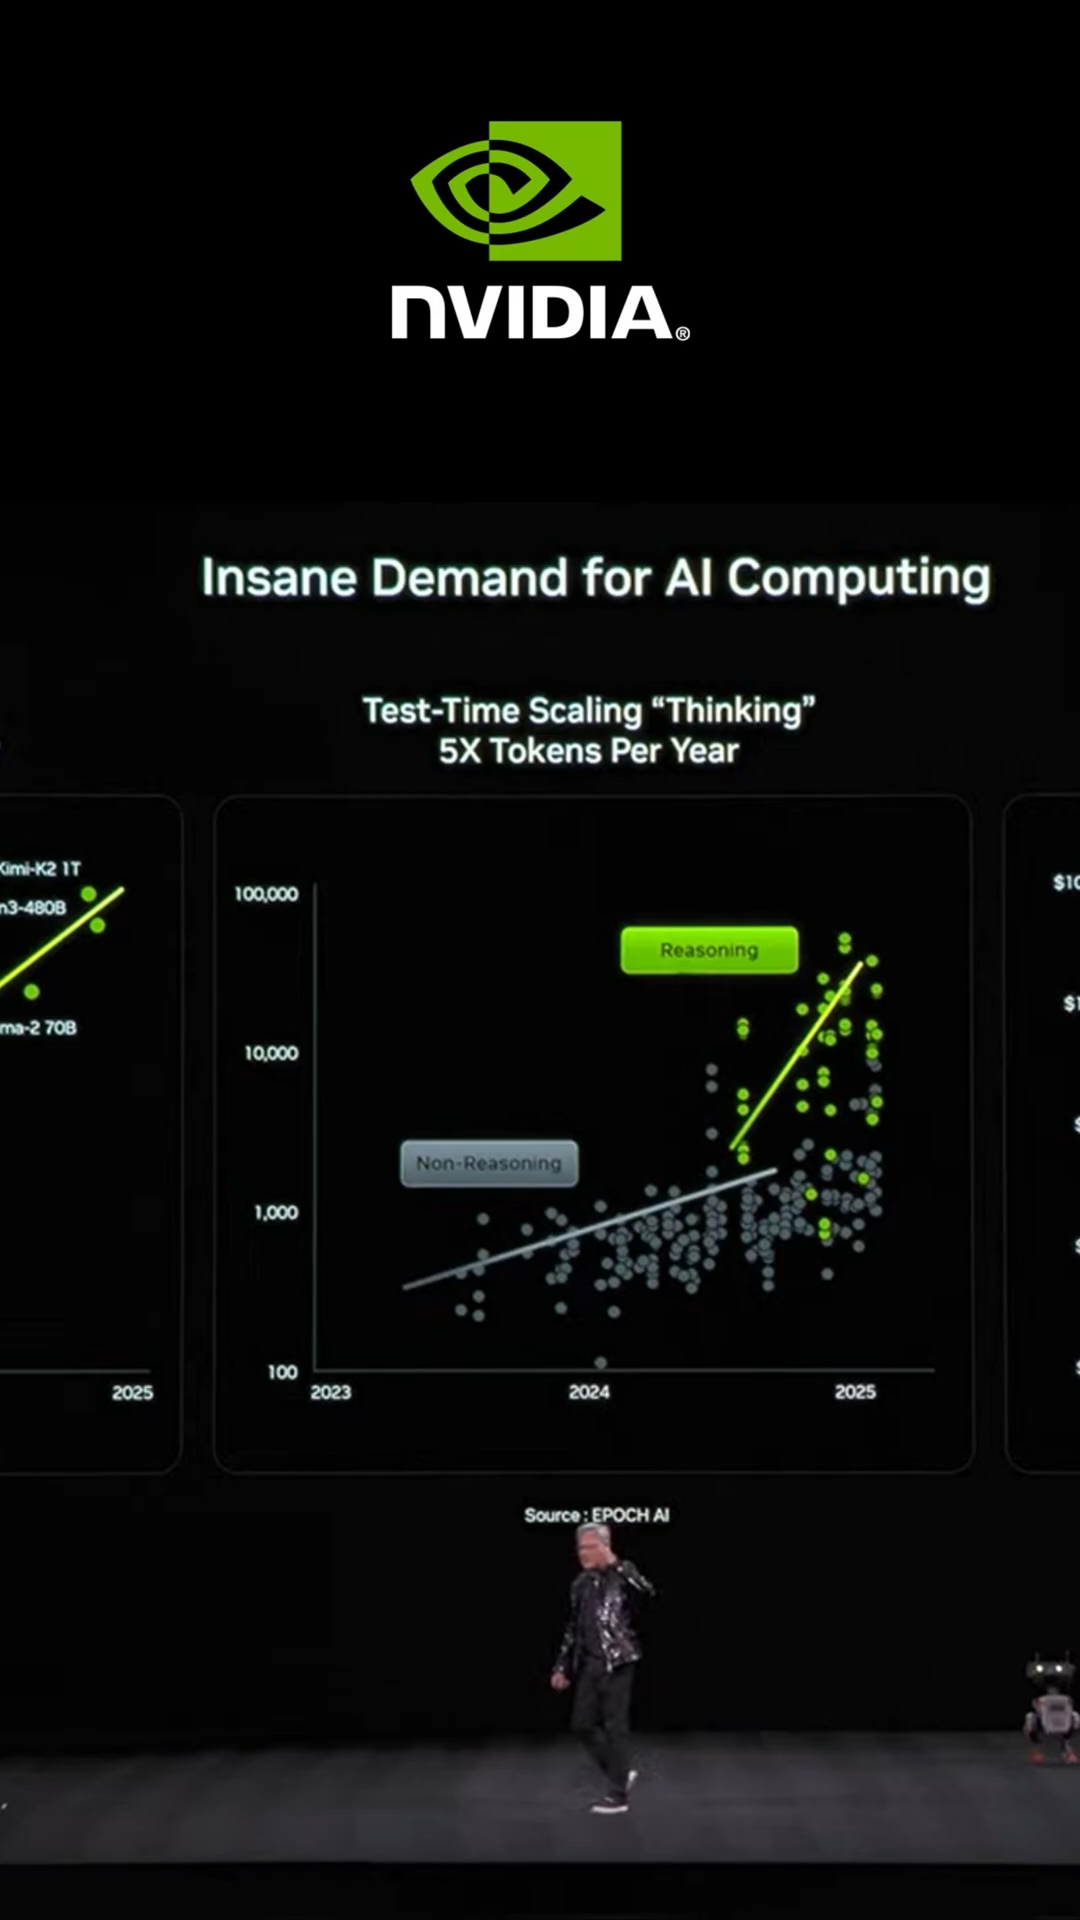 NVIDIA®
Insane Demand for AI Computing
Test-Time Scaling “Thinking”
5X Tokens Per Year
Kimi-K2 1T
n3-480B
ma-2 70B
2025
100,000
10,000
1,000
100
Reasoning
Non-Reasoning
2023
2024
2025
$10
$1
$
$
$
Source : EPOCH AI